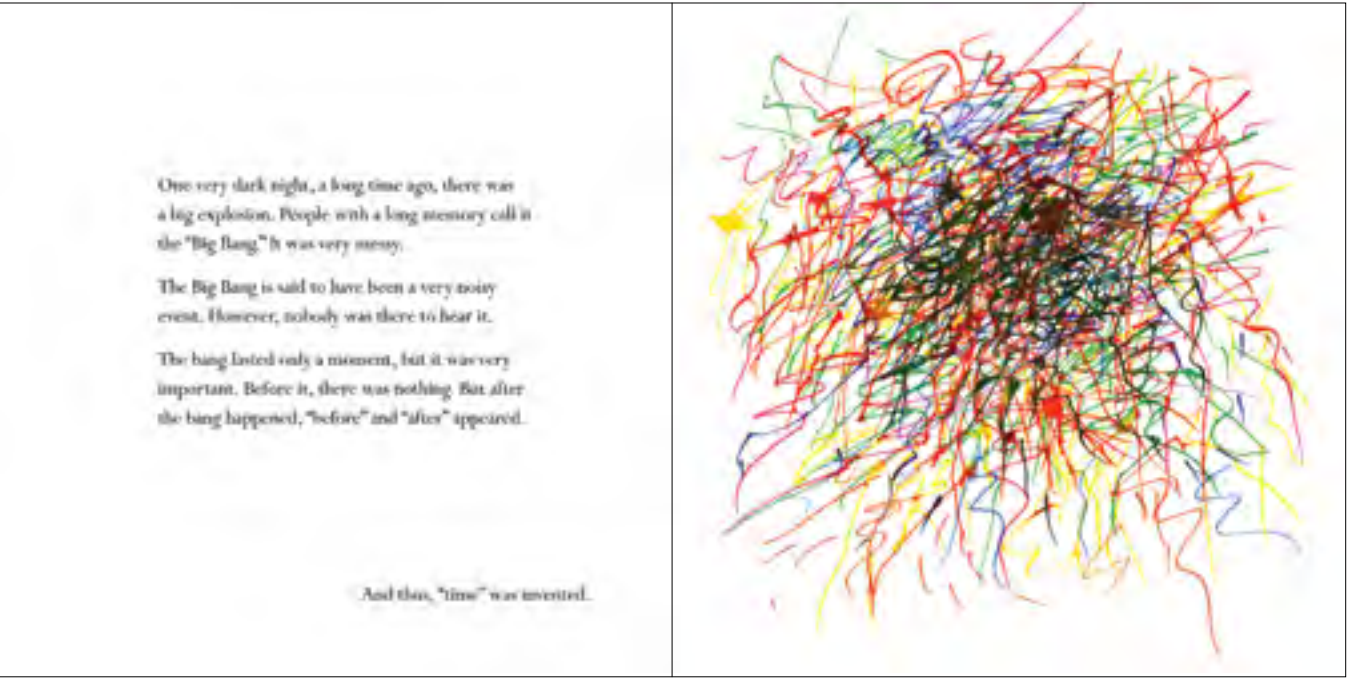 One very dark night, a long time ago, there was
a big explosion. People with a long memory call it
the “Big Bang.” It was very messy.
The Big Bang is said to have been a very noisy
event. However, nobody was there to hear it.
The bang lasted only a moment, but it was very
important. Before it, there was nothing. But after
the bang happened, “before” and “after” appeared.
And thus, “time” was invented.